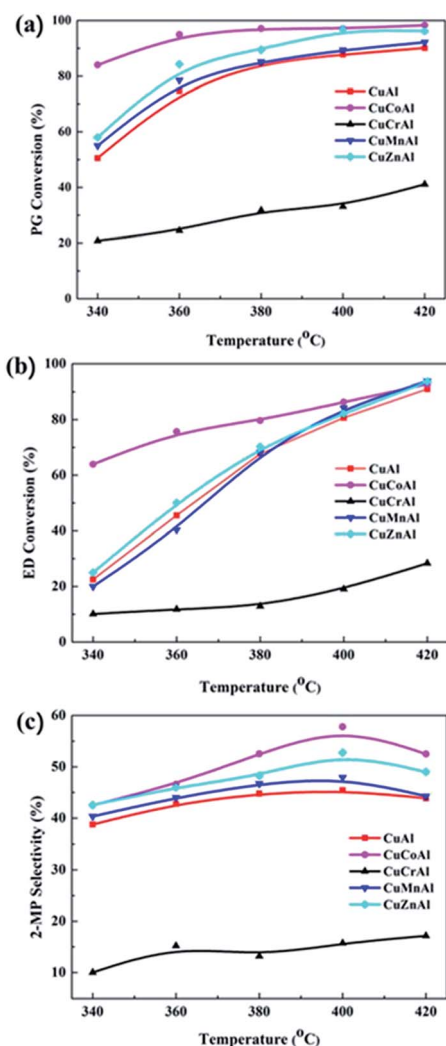 (a)
100
80
60
40
20
0
PG Conversion (%)
CuAl
CuCoAl
CuCrAl
CuMnAl
CuZnAl
340 360 380 400 420
Temperature (°C)
(b)
100
80
60
40
20
0
ED Conversion (%)
CuAl
CuCoAl
CuCrAl
CuMnAl
CuZnAl
340 360 380 400 420
Temperature (°C)
(c)
60
50
40
30
20
10
2-MP Selectivity (%)
CuAl
CuCoAl
CuCrAl
CuMnAl
CuZnAl
340 360 380 400 420
Temperature (°C)